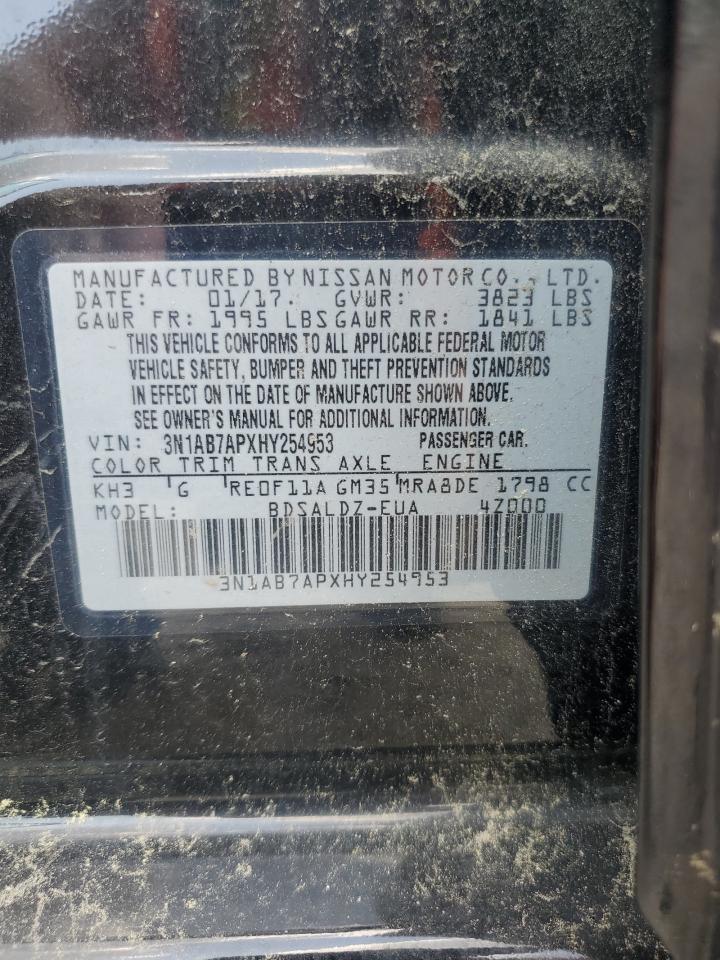 MANUFACTURED BY NISSAN MOTOR CO., LTD.
DATE: 01/17. GVWR: 3823 LBS
GAWR FR: 1995 LBS GAWR RR: 1841 LBS
THIS VEHICLE CONFORMS TO ALL APPLICABLE FEDERAL MOTOR
VEHICLE SAFETY, BUMPER AND THEFT PREVENTION STANDARDS
IN EFFECT ON THE DATE OF MANUFACTURE SHOWN ABOVE.
SEE OWNER'S MANUAL FOR ADDITIONAL INFORMATION.
VIN: 3N1AB7APXHY254953 PASSENGER CAR.
COLOR TRIM TRANS AXLE ENGINE
KH3 G RE0F11A GM35 MRA8DE 1798 CC
MODEL: BDSALDZ-EUA 4Z000
3N1AB7APXHY254953